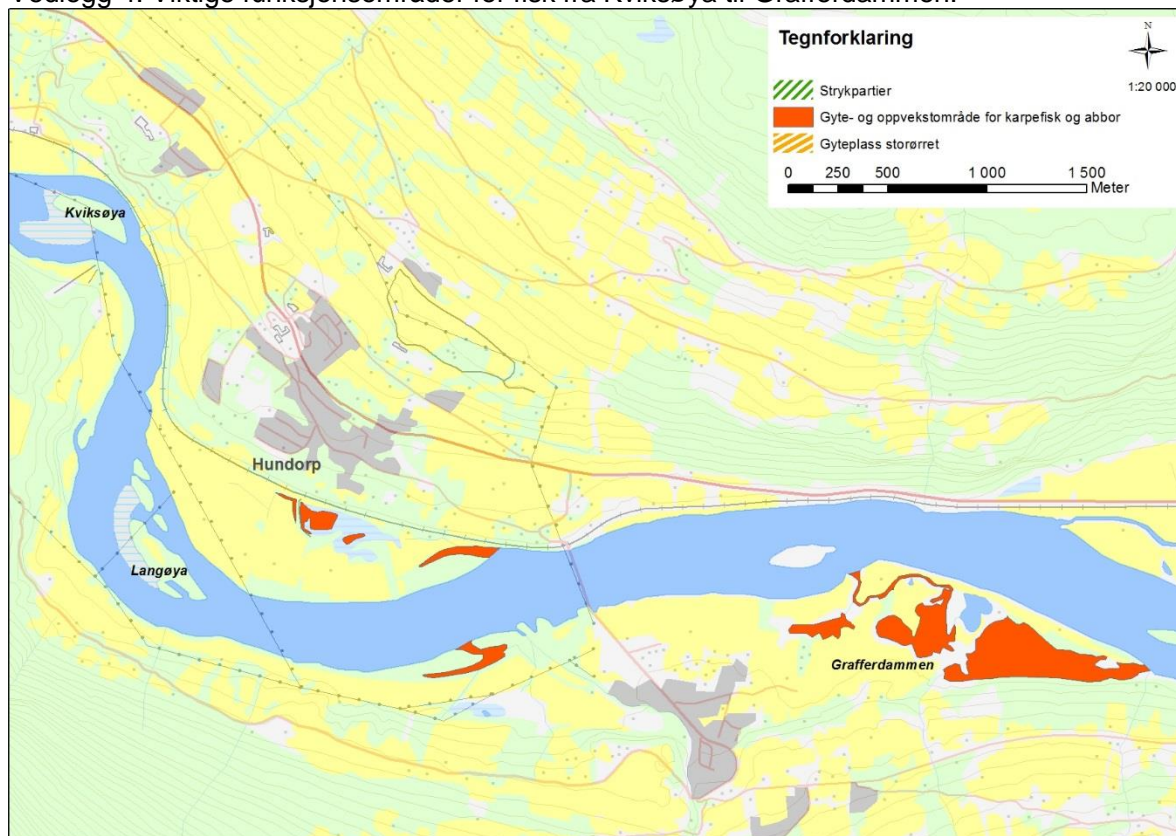 Vedlegg 4. Viktige funksjonsområder for fisk fra Kviksøya til Grafferdammen.
Tegnforklaring
N
1:20 000
Strykpartier
Gyte- og oppvekstområde for karpefisk og abbor
Gyteplass storørret
0 250 500 1 000 1 500
Meter
Kviksøya
Hundorp
Langøya
Grafferdammen